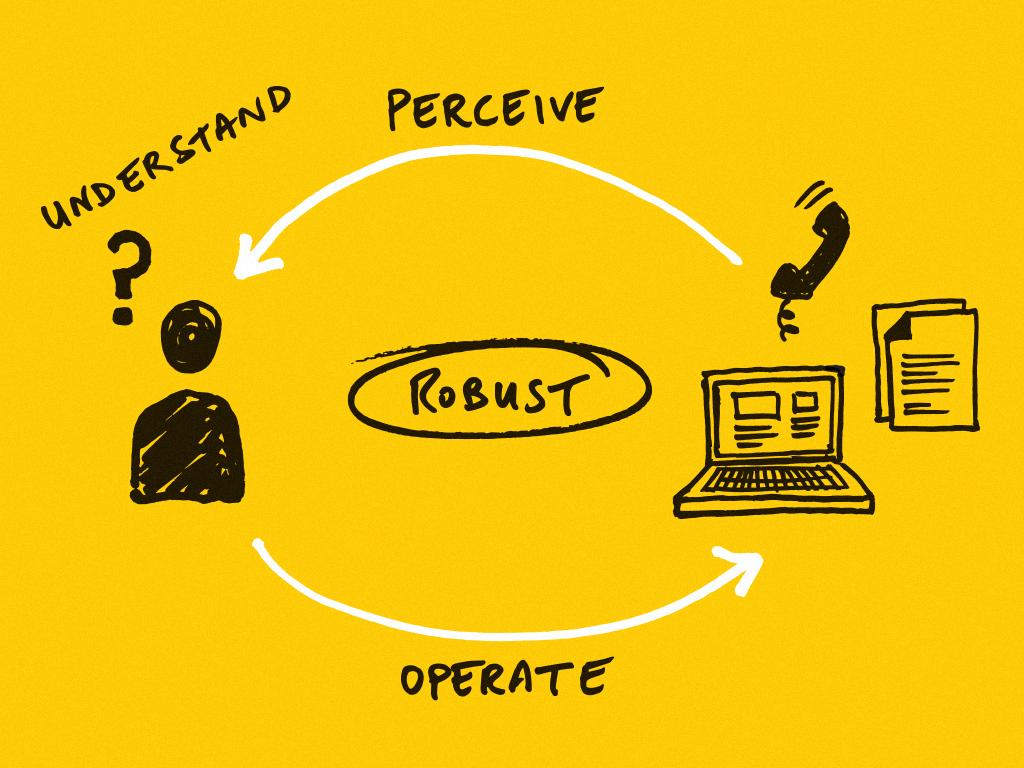 PERCEIVE
UNDERSTAND
?
ROBUST
OPERATE